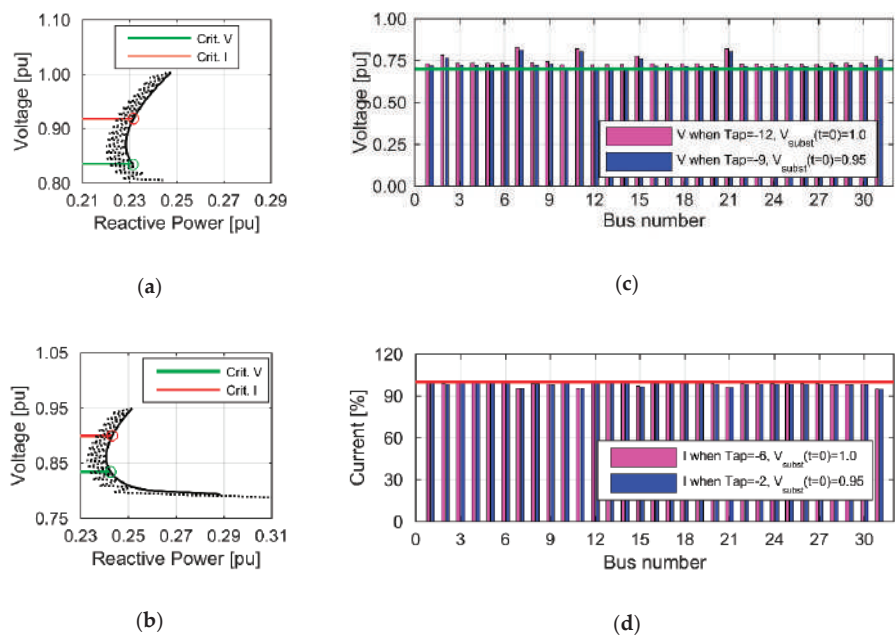 Crit. V
Crit. I
Voltage [pu]
1.00
0.90
0.80
0.21 0.23 0.25 0.27 0.29
Reactive Power [pu]
(a)
Voltage [pu]
0.75
0.50
0.25
0.00
V when Tap=-12, Vsubst(t=0)=1.0
V when Tap=-9, Vsubst(t=0)=0.95
0 3 6 9 12 15 18 21 24 27 30
Bus number
(c)
Voltage [pu]
1.05
0.95
0.85
0.75
Crit. V
Crit. I
0.23 0.25 0.27 0.29 0.31
Reactive Power [pu]
(b)
Current [%]
120
90
60
30
0
I when Tap=-6, Vsubst(t=0)=1.0
I when Tap=-2, Vsubst(t=0)=0.95
0 3 6 9 12 15 18 21 24 27 30
Bus number
(d)